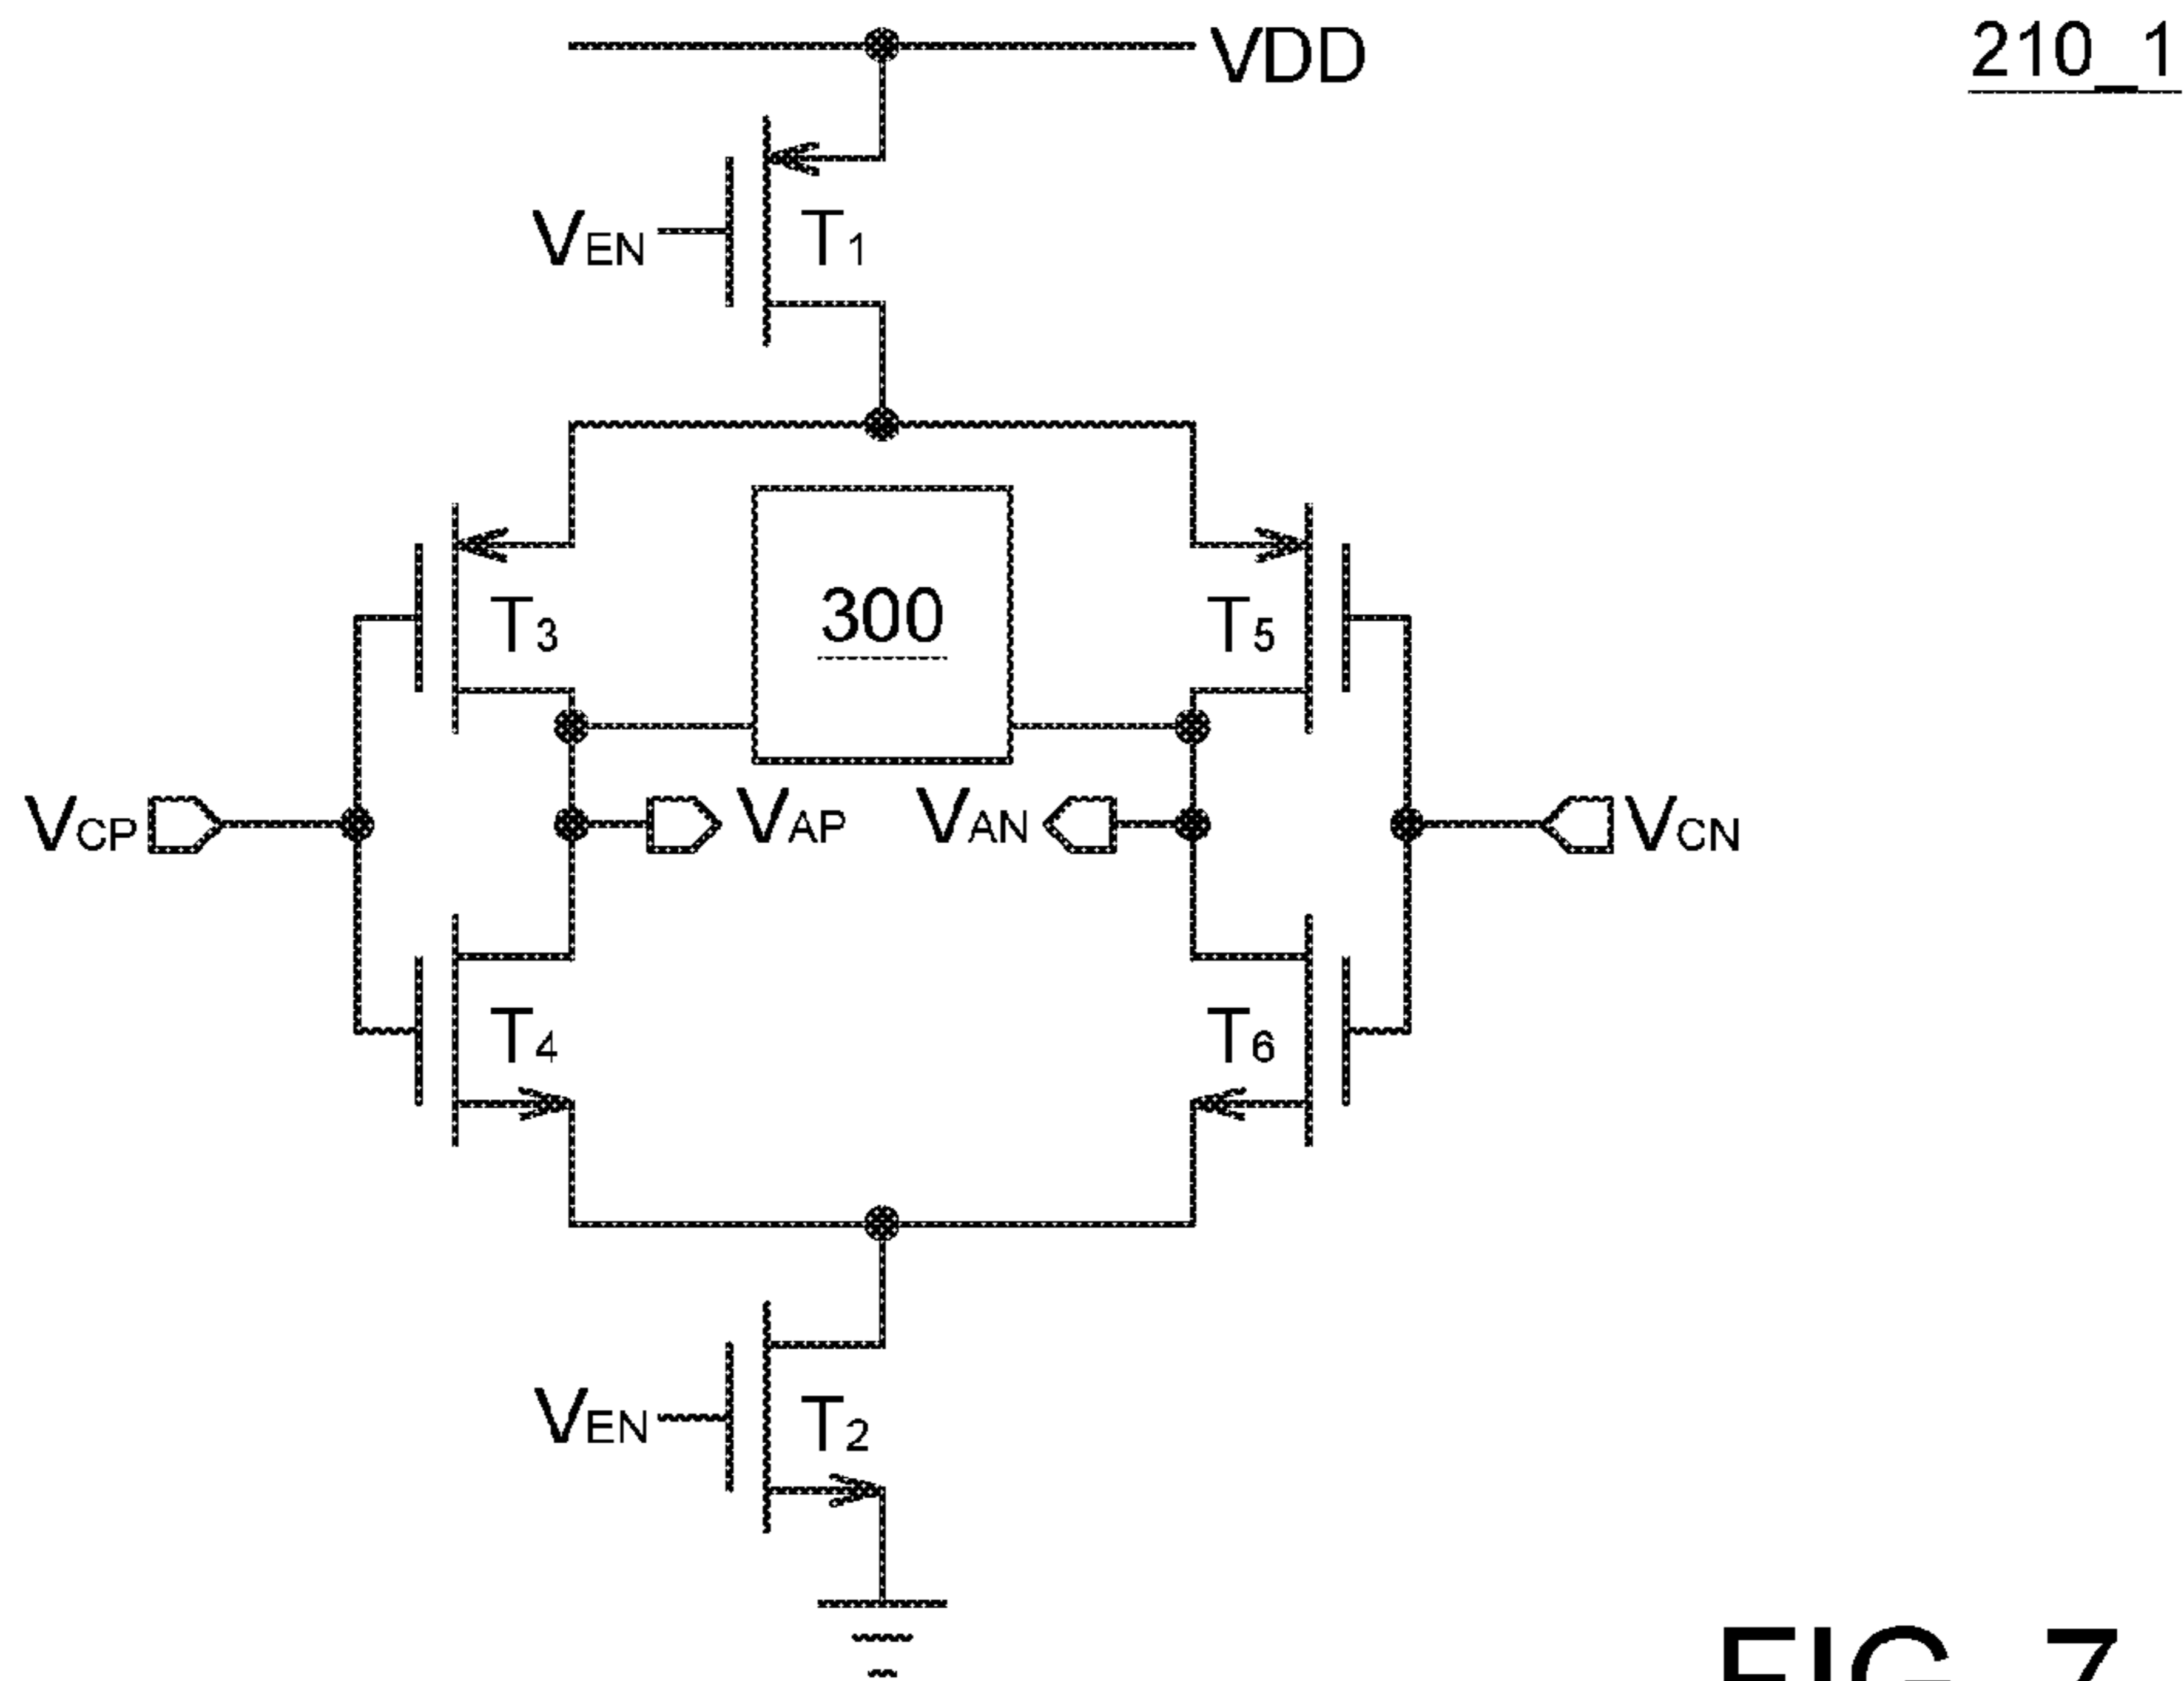 210_1
VDD
VEN
T1
T3
300
T5
VCP
VAP
VAN
VCN
T4
T6
VEN
T2
FIG. 7